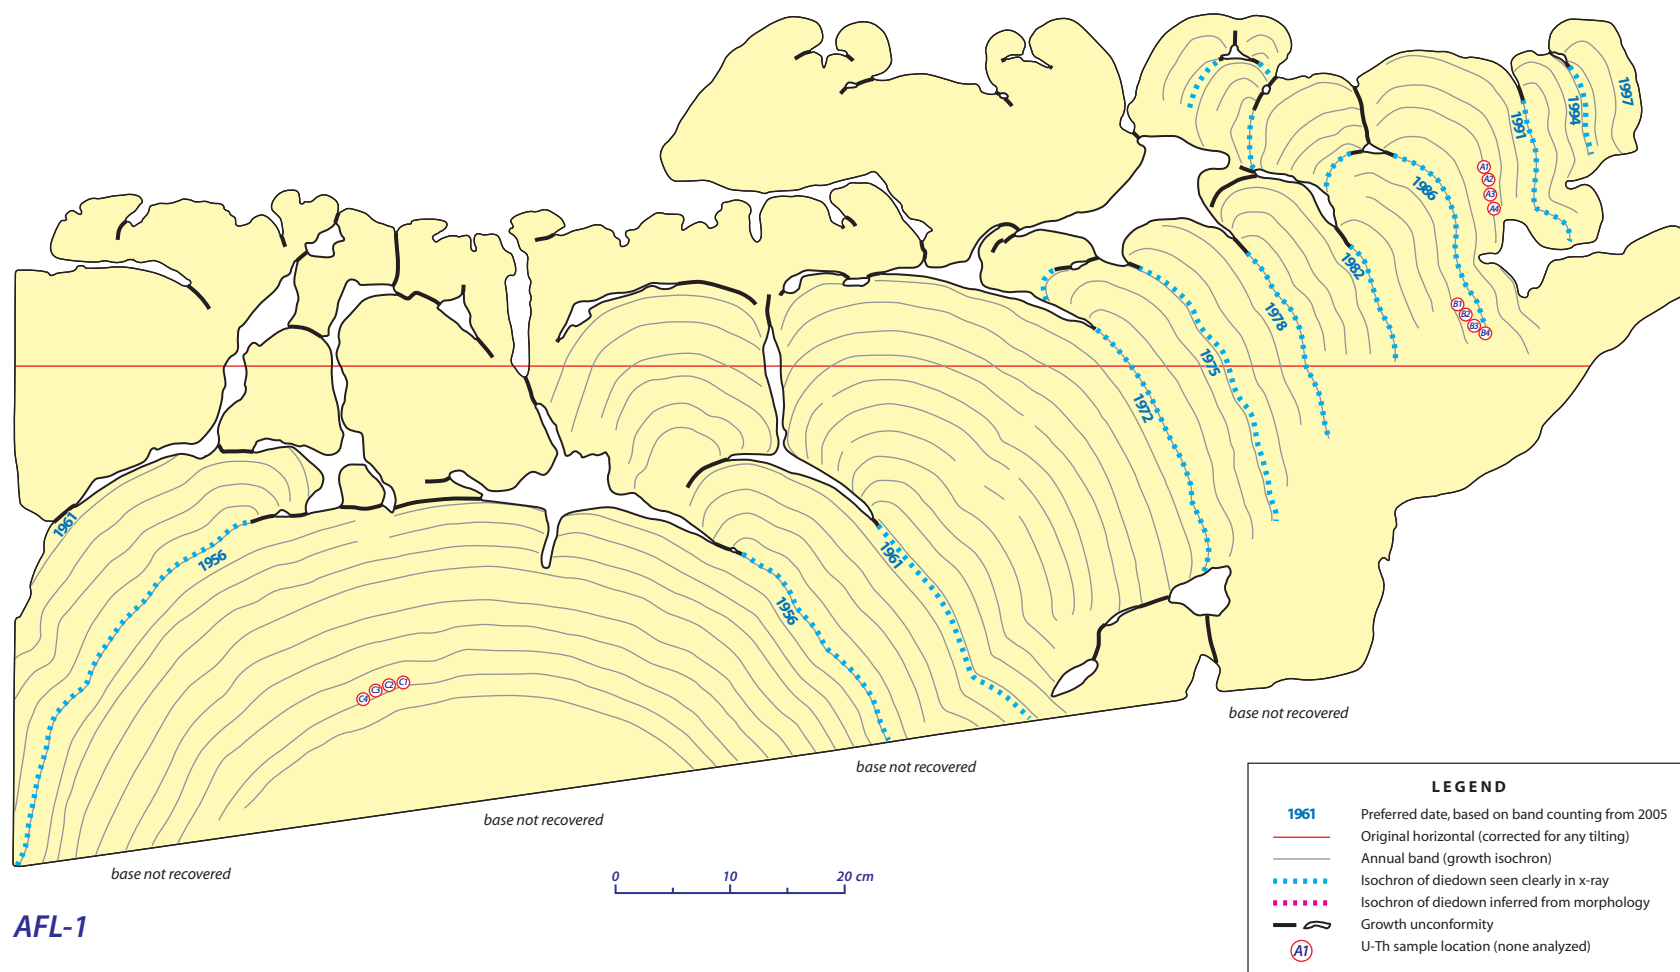 1997
1994
1991
A1
A2
A3
A4
1986
1982
B1
B2
B3
B4
1978
1975
1972
1961
1956
1961
1956
C4
C3
C2
C1
base not recovered
base not recovered
base not recovered
base not recovered
0 10 20 cm
AFL-1
LEGEND
1961 Preferred date, based on band counting from 2005
Original horizontal (corrected for any tilting)
Annual band (growth isochron)
Isochron of diedown seen clearly in x-ray
Isochron of diedown inferred from morphology
Growth unconformity
A1 U-Th sample location (none analyzed)